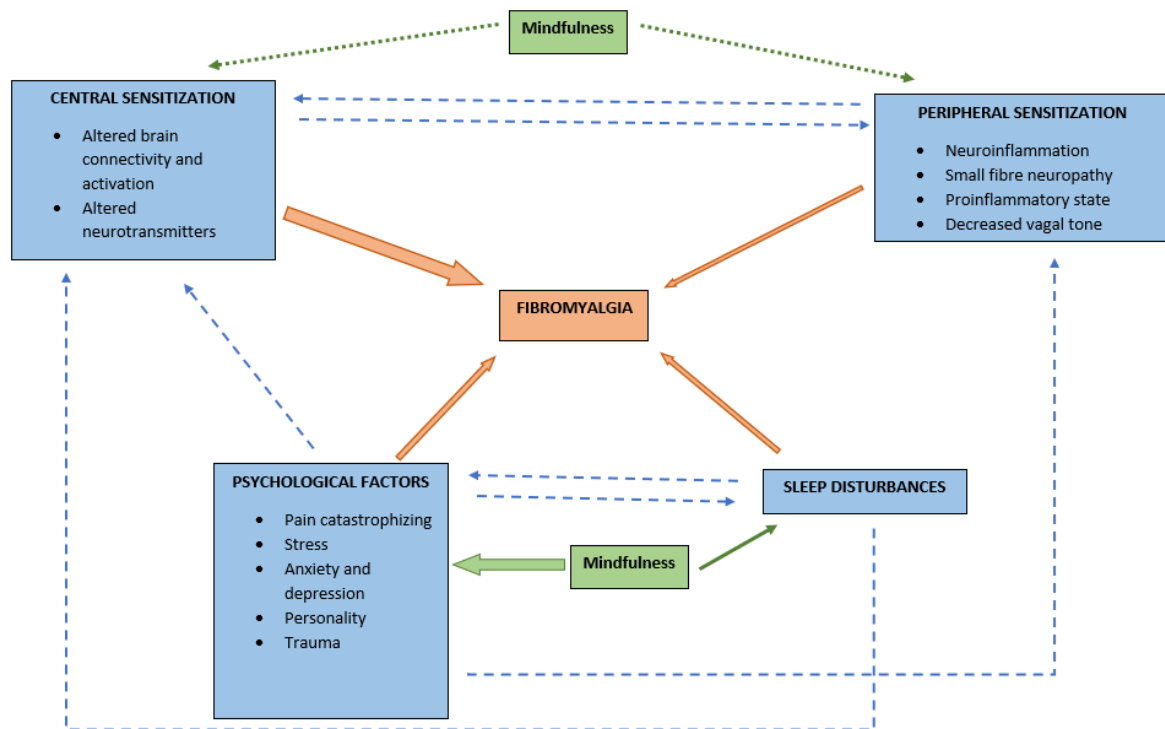 Mindfulness
CENTRAL SENSITIZATION
• Altered brain
connectivity and
activation
• Altered
neurotransmitters
PERIPHERAL SENSITIZATION
• Neuroinflammation
• Small fibre neuropathy
• Proinflammatory state
• Decreased vagal tone
FIBROMYALGIA
PSYCHOLOGICAL FACTORS
• Pain catastrophizing
• Stress
• Anxiety and
depression
• Personality
• Trauma
SLEEP DISTURBANCES
Mindfulness